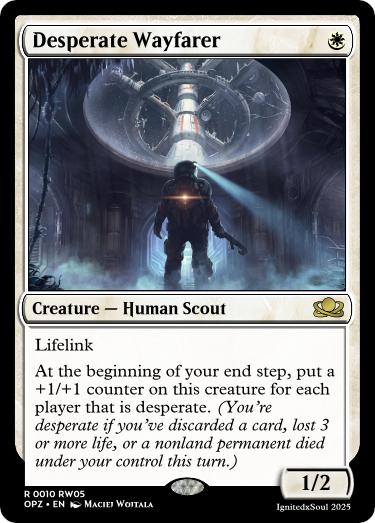 Desperate Wayfarer
Creature — Human Scout
Lifelink
At the beginning of your end step, put a
+1/+1 counter on this creature for each
player that is desperate. (You're
desperate if you've discarded a card, lost 3
or more life, or a nonland permanent died
under your control this turn.)
1/2
R 0010 RW05
OPZ • EN Maciej Wojtala
IgnitedxSoul 2025